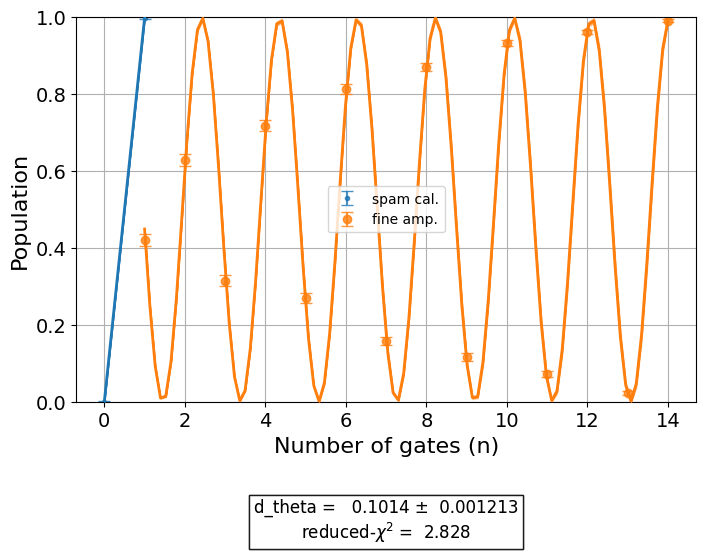 1.0
0.8
0.6
0.4
0.2
0.0
Population
spam cal.
fine amp.
0 2 4 6 8 10 12 14
Number of gates (n)
d_theta = 0.1014 ± 0.001213
reduced-χ² = 2.828